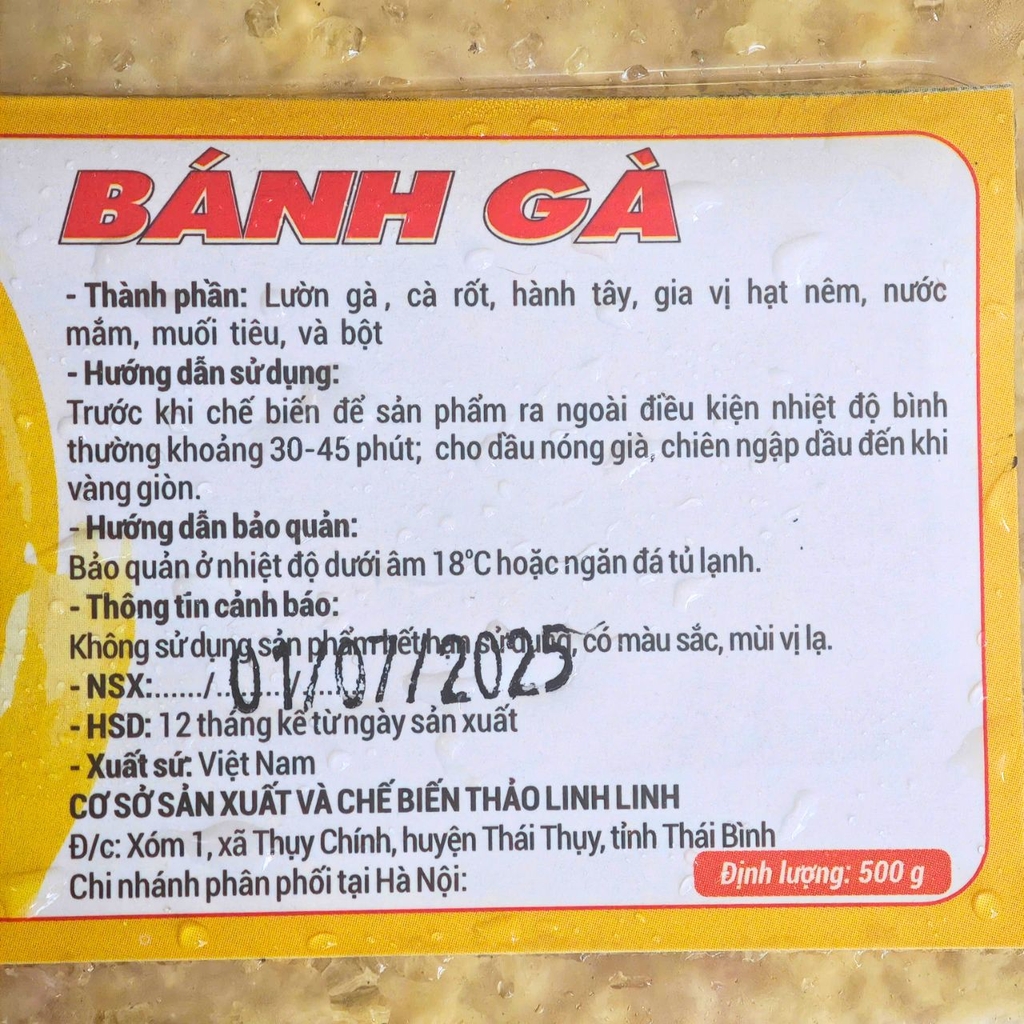 BÁNH GÀ
- Thành phần: Lườn gà, cà rốt, hành tây, gia vị hạt nêm, nước
mắm, muối tiêu, và bột
- Hướng dẫn sử dụng:
Trước khi chế biến để sản phẩm ra ngoài điều kiện nhiệt độ bình
thường khoảng 30-45 phút; cho dầu nóng già, chiên ngập dầu đến khi
vàng giòn.
- Hướng dẫn bảo quản:
Bảo quản ở nhiệt độ dưới âm 18°C hoặc ngăn đá tủ lạnh.
- Thông tin cảnh báo:
Không sử dụng sản phẩm hết hạn sử dụng, có màu sắc, mùi vị lạ.
- NSX:....../......./...... 01/07/2025
- HSD: 12 tháng kể từ ngày sản xuất
- Xuất sứ: Việt Nam
CƠ SỞ SẢN XUẤT VÀ CHẾ BIẾN THẢO LINH LINH
Đ/c: Xóm 1, xã Thụy Chính, huyện Thái Thụy, tỉnh Thái Bình
Chi nhánh phân phối tại Hà Nội:
Định lượng: 500 g